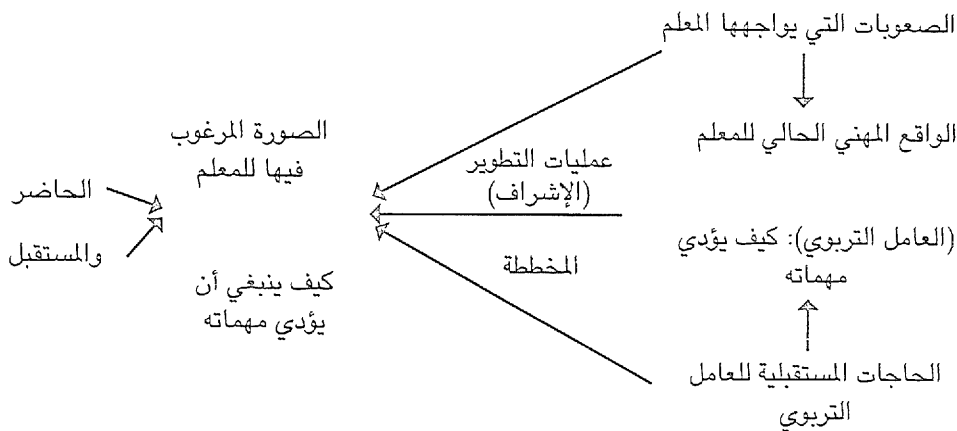 الصعوبات التي يواجهها المعلم
الواقع المهني الحالي للمعلم
(العامل التربوي): كيف يؤدي
مهماته
الحاجات المستقبلية للعامل
التربوي
عمليات التطوير
(الإشراف)
المخططة
الصورة المرغوب
فيها للمعلم
كيف ينبغي أن
يؤدي مهماته
الحاضر
والمستقبل